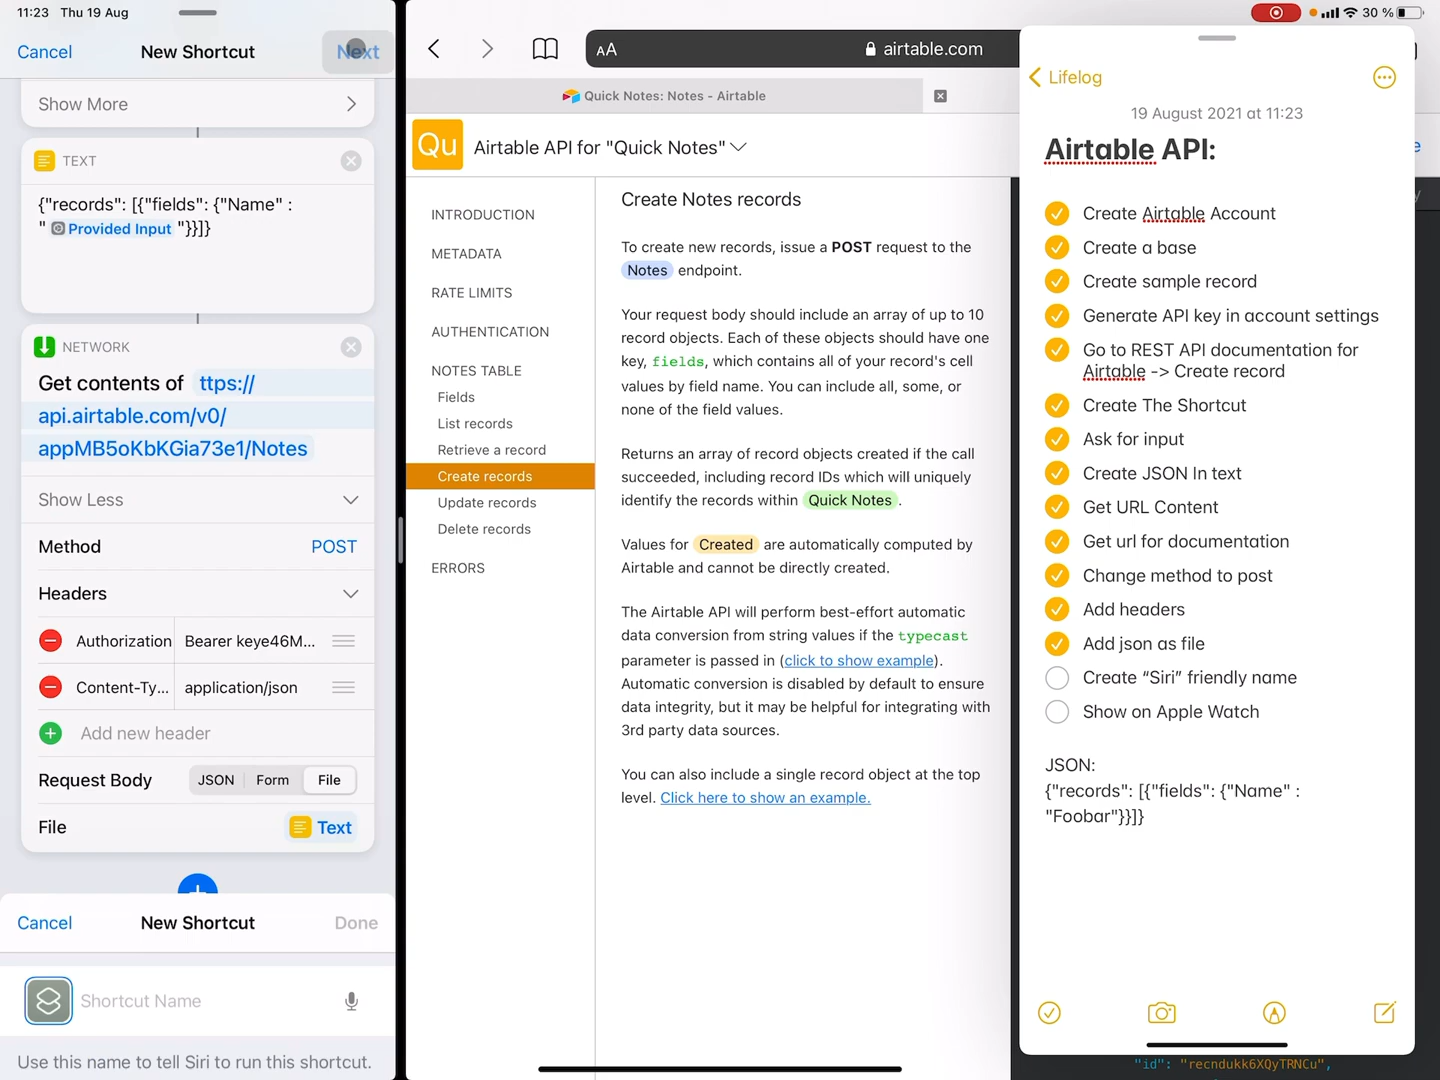 11:23 Thu 19 Aug
30 %
Cancel
New Shortcut
Next
Show More
TEXT
{"records": [{"fields": {"Name" :
" Provided Input "}}]}
NETWORK
Get contents of ttps://
api.airtable.com/v0/
appMB5oKbKGia73e1/Notes
Show Less
Method POST
Headers
Authorization Bearer keye46M...
Content-Ty... application/json
Add new header
Request Body JSON Form File
File Text
Cancel
New Shortcut
Done
Shortcut Name
Use this name to tell Siri to run this shortcut.
AA airtable.com
Quick Notes: Notes - Airtable
Qu Airtable API for "Quick Notes"
INTRODUCTION
METADATA
RATE LIMITS
AUTHENTICATION
NOTES TABLE
Fields
List records
Retrieve a record
Create records
Update records
Delete records
ERRORS
Create Notes records
To create new records, issue a POST request to the
Notes endpoint.
Your request body should include an array of up to 10
record objects. Each of these objects should have one
key, fields, which contains all of your record's cell
values by field name. You can include all, some, or
none of the field values.
Returns an array of record objects created if the call
succeeded, including record IDs which will uniquely
identify the records within Quick Notes .
Values for Created are automatically computed by
Airtable and cannot be directly created.
The Airtable API will perform best-effort automatic
data conversion from string values if the typecast
parameter is passed in (click to show example).
Automatic conversion is disabled by default to ensure
data integrity, but it may be helpful for integrating with
3rd party data sources.
You can also include a single record object at the top
level. Click here to show an example.
Lifelog
19 August 2021 at 11:23
Airtable API:
Create Airtable Account
Create a base
Create sample record
Generate API key in account settings
Go to REST API documentation for
Airtable -> Create record
Create The Shortcut
Ask for input
Create JSON In text
Get URL Content
Get url for documentation
Change method to post
Add headers
Add json as file
Create “Siri” friendly name
Show on Apple Watch
JSON:
{"records": [{"fields": {"Name" :
"Foobar"}}]}
"id": "recndukk6XQyTRNCu",